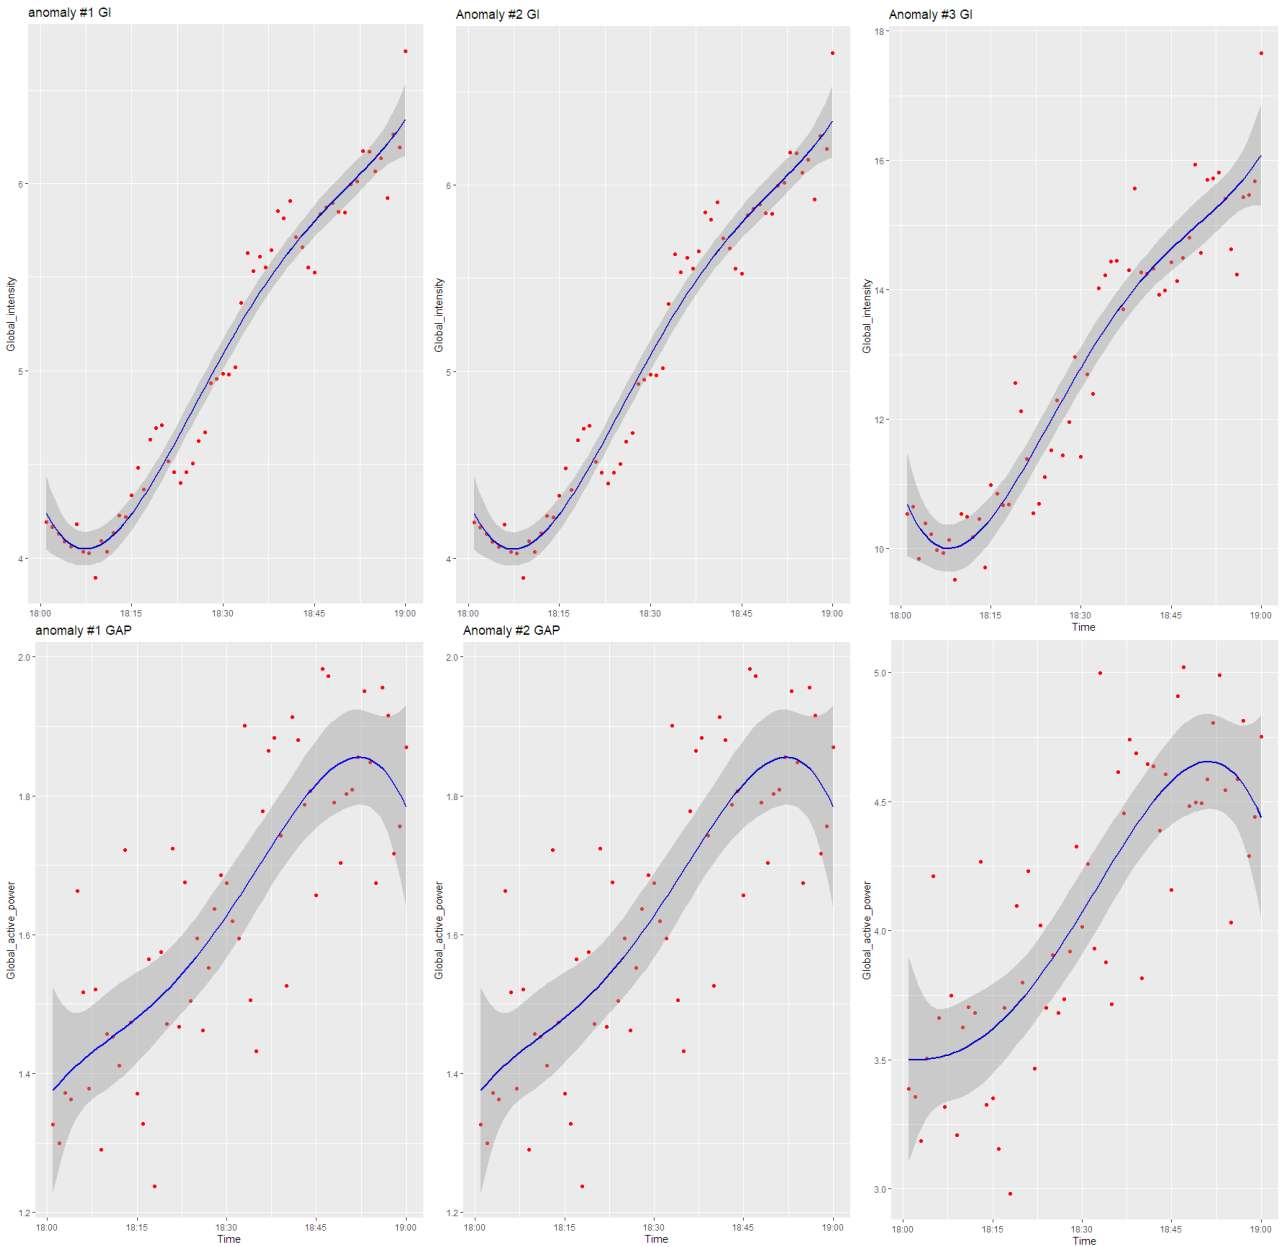 anomaly #1 GI
Anomaly #2 GI
Anomaly #3 GI
Global_intensity
6
5
4
18:00 18:15 18:30 18:45 19:00
Global_intensity
6
5
4
18:00 18:15 18:30 18:45 19:00
Global_intensity
18
16
14
12
10
18:00 18:15 18:30 18:45 19:00
Time
anomaly #1 GAP
Anomaly #2 GAP
Global_active_power
2.0
1.8
1.6
1.4
1.2
18:00 18:15 18:30 18:45 19:00
Time
Global_active_power
2.0
1.8
1.6
1.4
1.2
18:00 18:15 18:30 18:45 19:00
Time
Global_active_power
5.0
4.5
4.0
3.5
3.0
18:00 18:15 18:30 18:45 19:00
Time